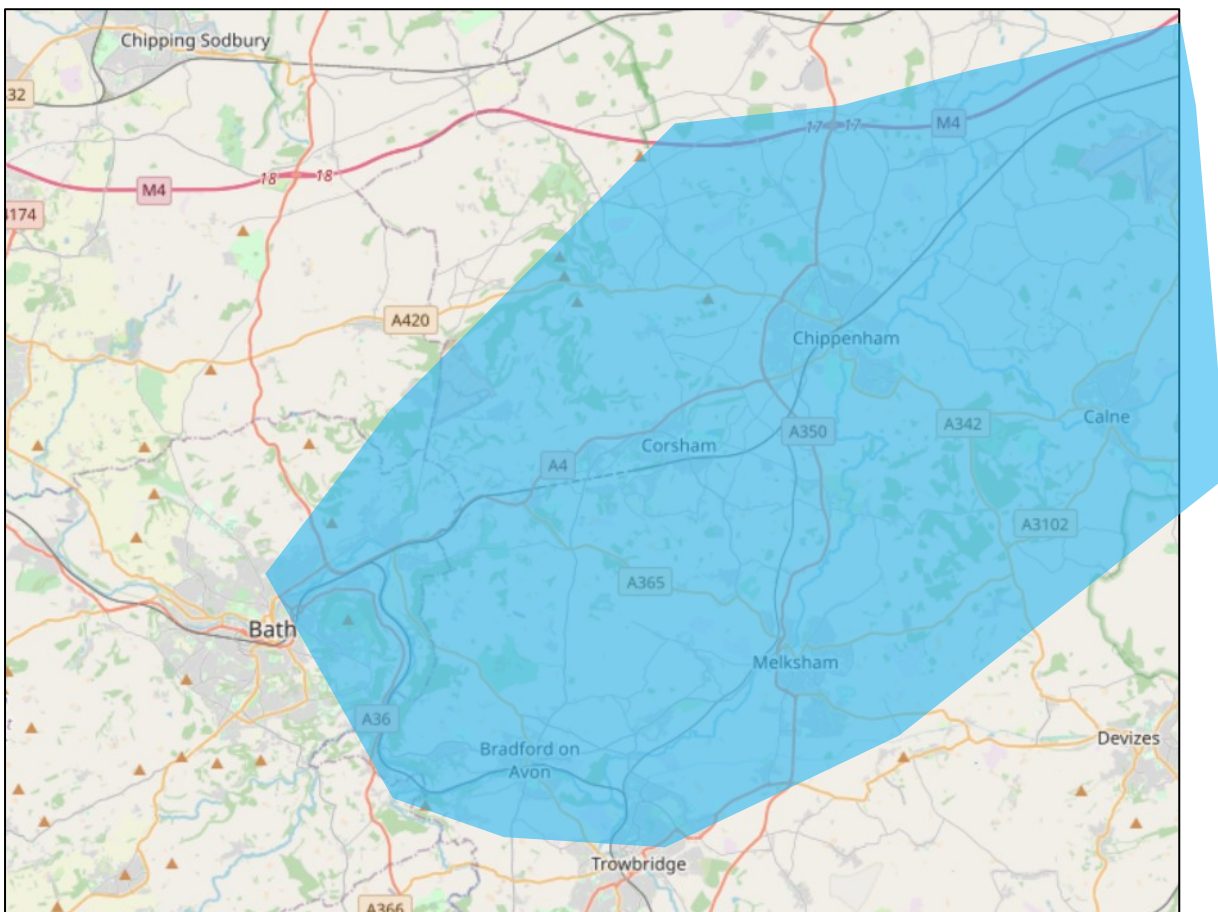 Chipping Sodbury
32
17
17
M4
18
18
M4
4174
A420
Chippenham
Calne
A342
A350
Corsham
A4
A3102
A365
Bath
Melksham
A36
Bradford on
Avon
Devizes
Trowbridge
A366